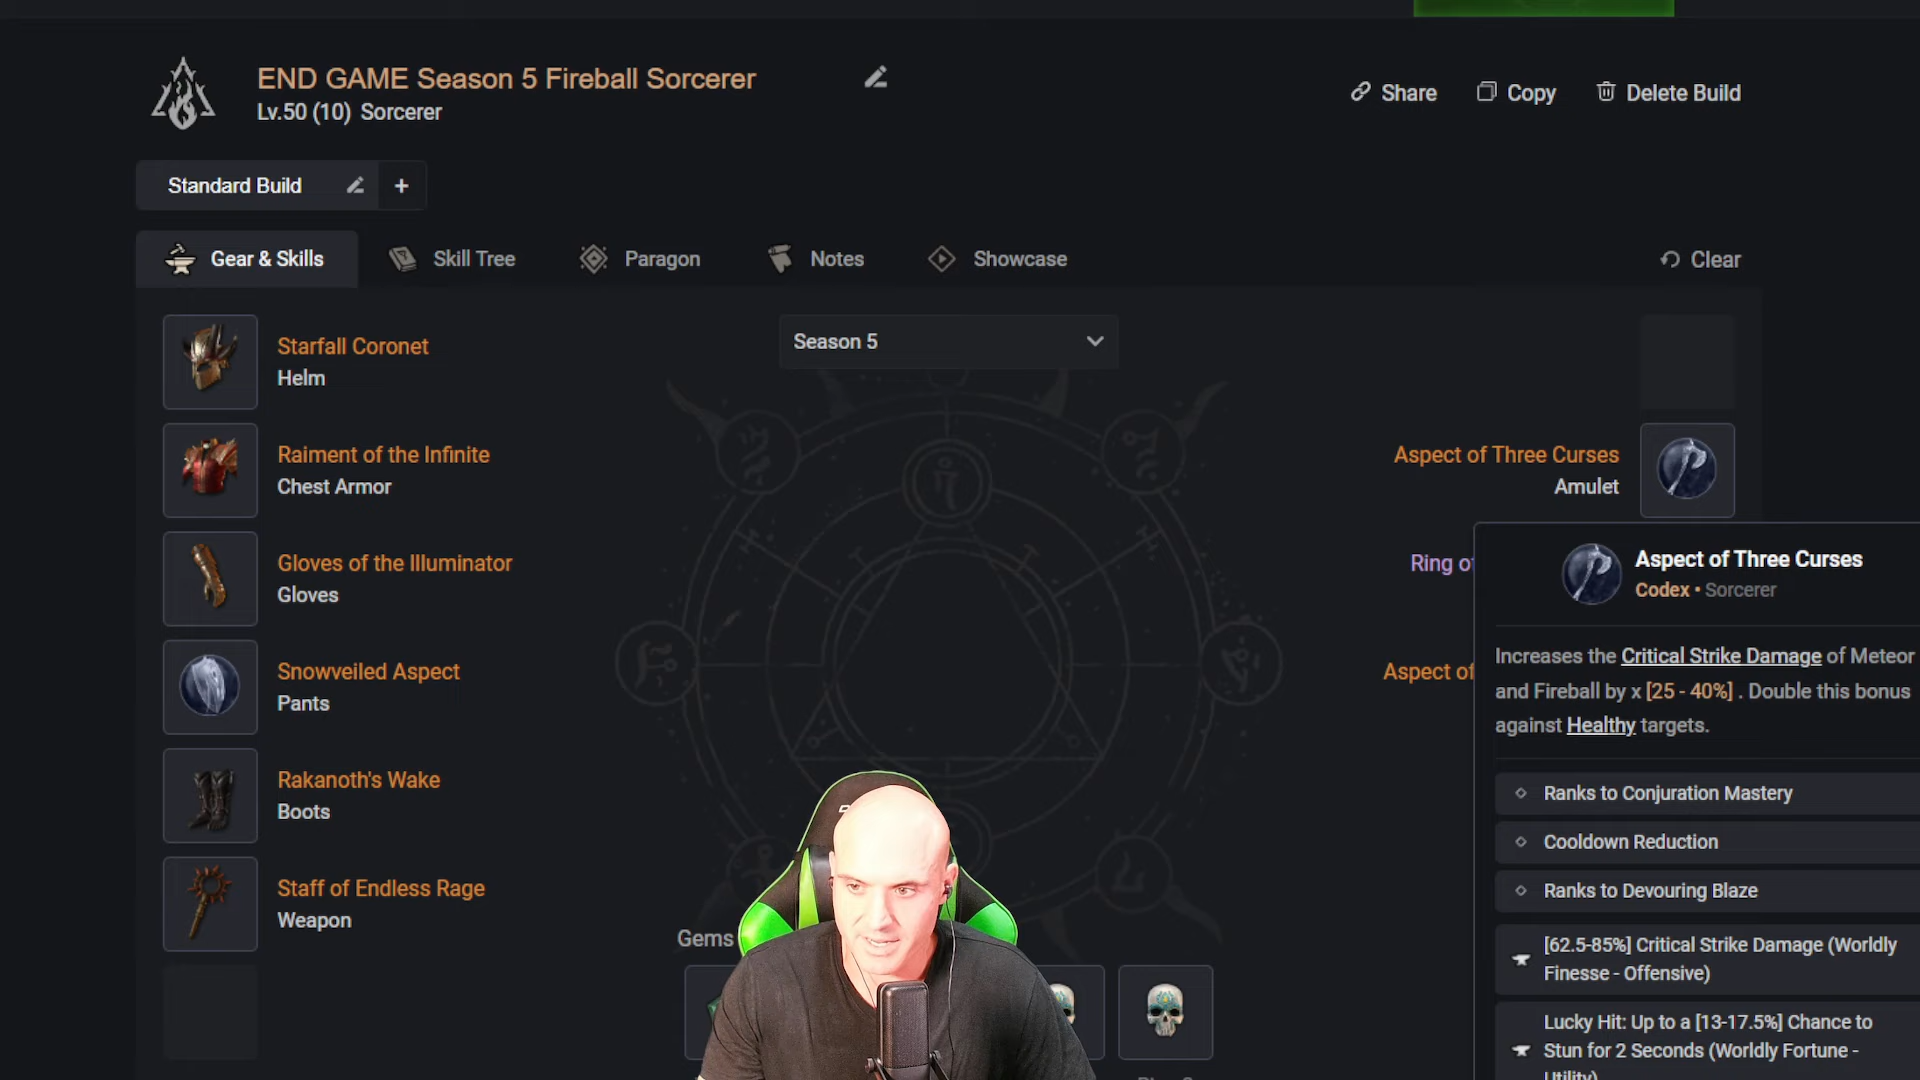 END GAME Season 5 Fireball Sorcerer
Lv.50 (10) Sorcerer
Share
Copy
Delete Build
Standard Build
+
Gear & Skills
Skill Tree
Paragon
Notes
Showcase
Clear
Season 5
Starfall Coronet
Helm
Raiment of the Infinite
Chest Armor
Gloves of the Illuminator
Gloves
Snowveiled Aspect
Pants
Rakanoth's Wake
Boots
Staff of Endless Rage
Weapon
Gems
Aspect of Three Curses
Amulet
Ring of
Aspect of
Aspect of Three Curses
Codex • Sorcerer
Increases the Critical Strike Damage of Meteor
and Fireball by x [25 - 40%] . Double this bonus
against Healthy targets.
Ranks to Conjuration Mastery
Cooldown Reduction
Ranks to Devouring Blaze
[62.5-85%] Critical Strike Damage (Worldly
Finesse - Offensive)
Lucky Hit: Up to a [13-17.5%] Chance to
Stun for 2 Seconds (Worldly Fortune -
Utility)